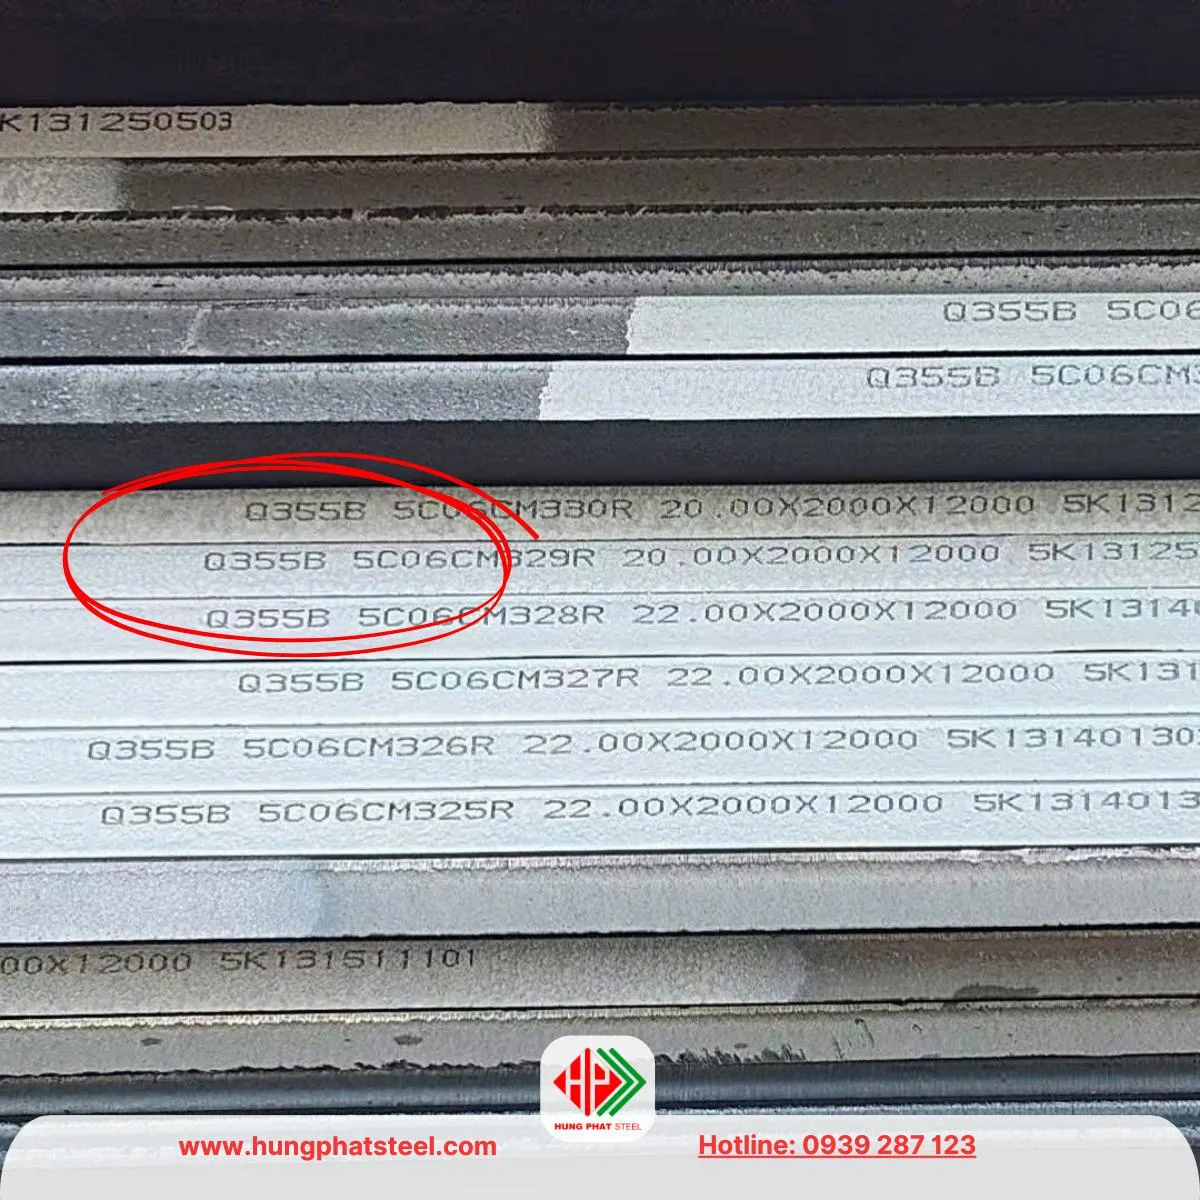 K131250503
Q355B 5C06
Q355B 5C06CM3
Q355B 5C06CM330R 20.00X2000X12000 5K1312
Q355B 5C06CM329R 20.00X2000X12000 5K13125
Q355B 5C06CM328R 22.00X2000X12000 5K1314
Q355B 5C06CM327R 22.00X2000X12000 5K131
Q355B 5C06CM326R 22.00X2000X12000 5K13140130
Q355B 5C06CM325R 22.00X2000X12000 5K1314013
00X12000 5K131511101
HUNG PHAT STEEL
www.hungphatsteel.com
Hotline: 0939 287 123